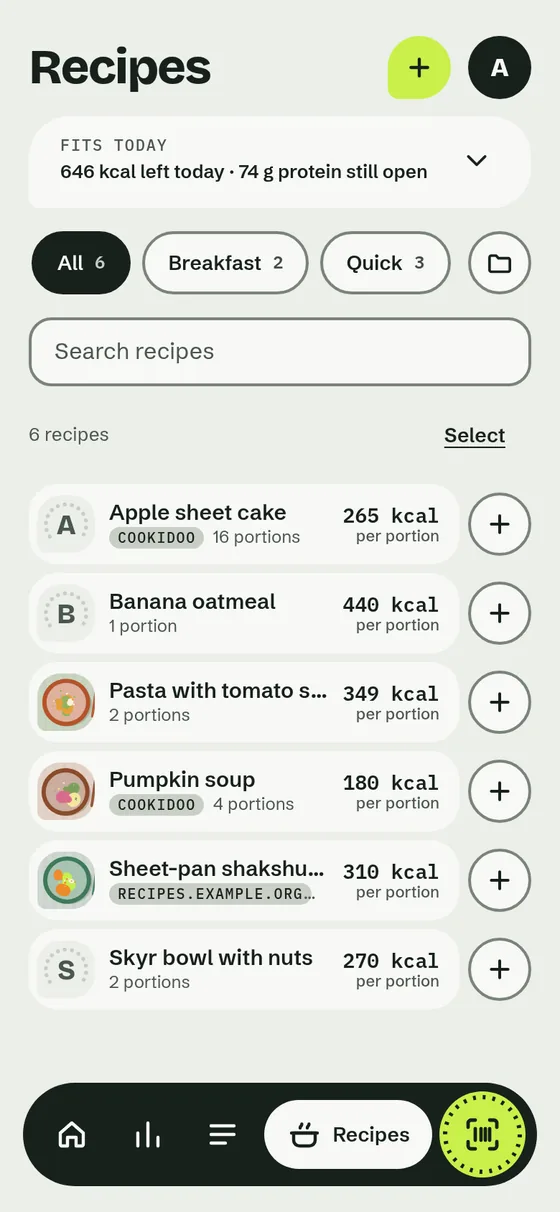 Recipes
A
FITS TODAY
646 kcal left today · 74 g protein still open
All 6
Breakfast 2
Quick 3
Search recipes
6 recipes
Select
A
Apple sheet cake
COOKIDOO 16 portions
265 kcal
per portion
B
Banana oatmeal
1 portion
440 kcal
per portion
Pasta with tomato s...
2 portions
349 kcal
per portion
Pumpkin soup
COOKIDOO 4 portions
180 kcal
per portion
Sheet-pan shakshu...
RECIPES.EXAMPLE.ORG...
310 kcal
per portion
S
Skyr bowl with nuts
2 portions
270 kcal
per portion
Recipes